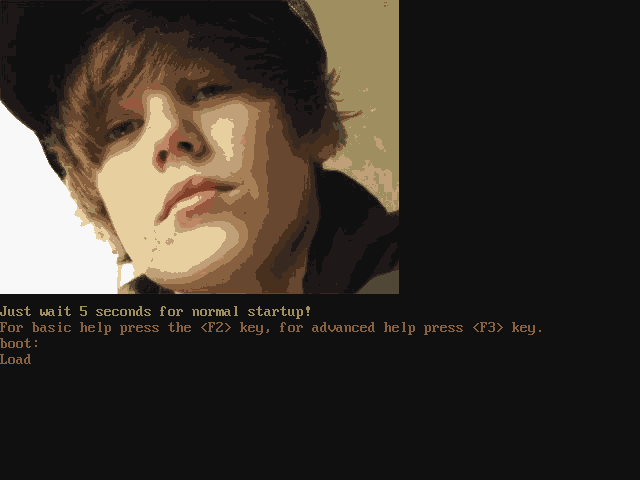 Just wait 5 seconds for normal startup!
For basic help press the <F2> key, for advanced help press <F3> key.
boot:
Load